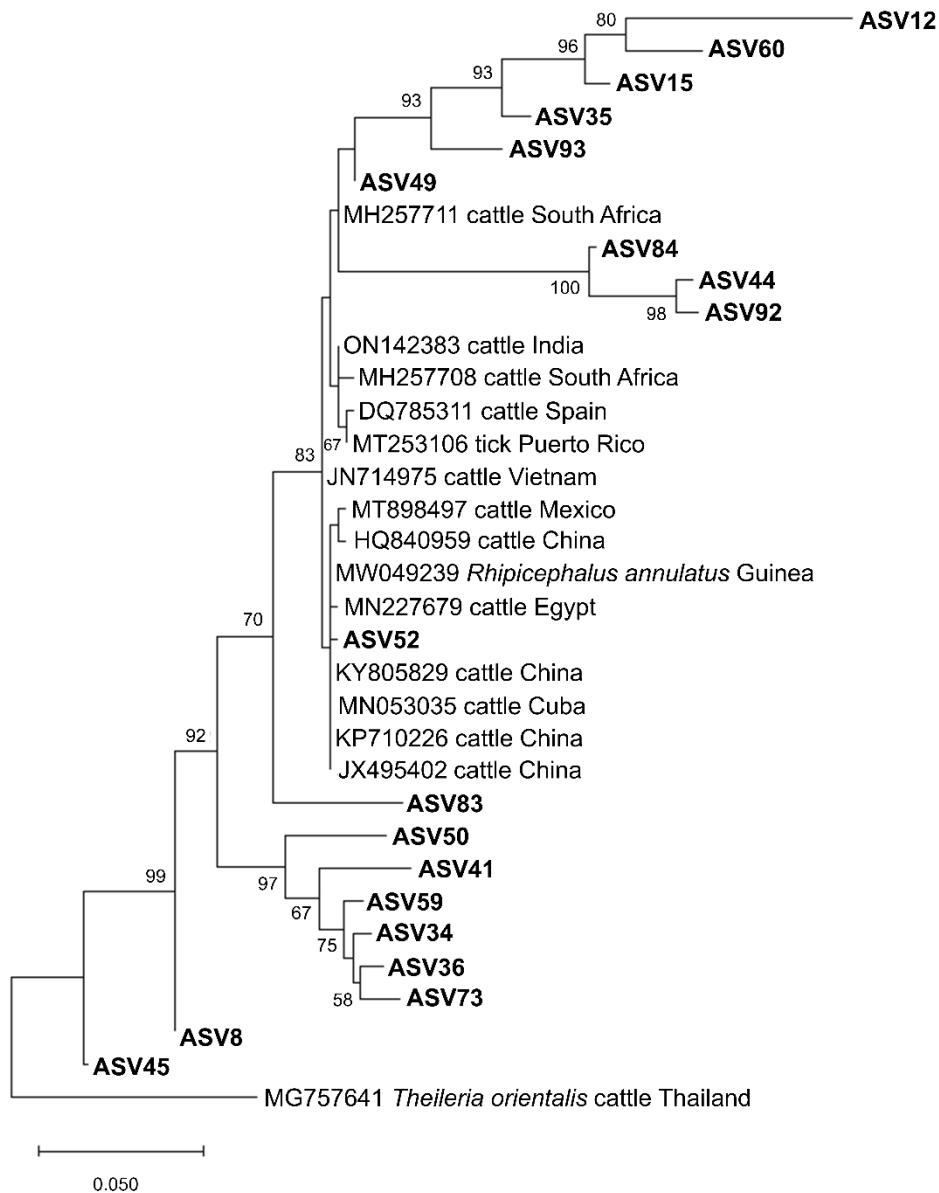 80
ASV12
ASV60
96
ASV15
93
ASV35
93
ASV93
ASV49
MH257711 cattle South Africa
ASV84
100
ASV44
98
ASV92
ON142383 cattle India
MH257708 cattle South Africa
DQ785311 cattle Spain
67
MT253106 tick Puerto Rico
83
JN714975 cattle Vietnam
MT898497 cattle Mexico
HQ840959 cattle China
MW049239 Rhipicephalus annulatus Guinea
MN227679 cattle Egypt
70
ASV52
KY805829 cattle China
MN053035 cattle Cuba
92
KP710226 cattle China
JX495402 cattle China
ASV83
ASV50
99
97
ASV41
67
ASV59
75
ASV34
ASV36
58
ASV73
ASV8
ASV45
MG757641 Theileria orientalis cattle Thailand
0.050